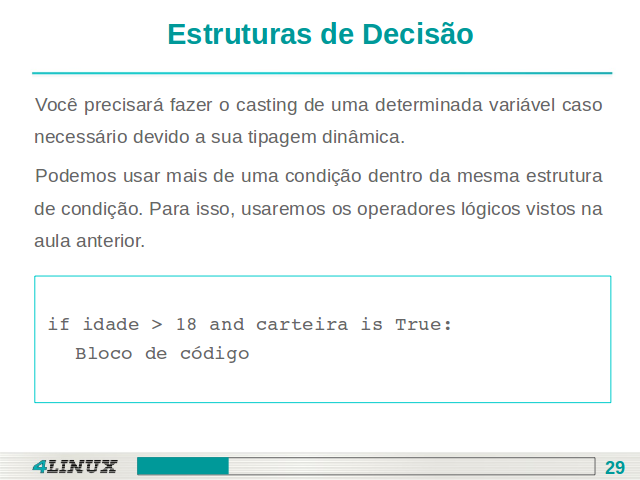 Estruturas de Decisão
Você precisará fazer o casting de uma determinada variável caso
necessário devido a sua tipagem dinâmica.
Podemos usar mais de uma condição dentro da mesma estrutura
de condição. Para isso, usaremos os operadores lógicos vistos na
aula anterior.
if idade > 18 and carteira is True:
Bloco de código
4LINUX
29